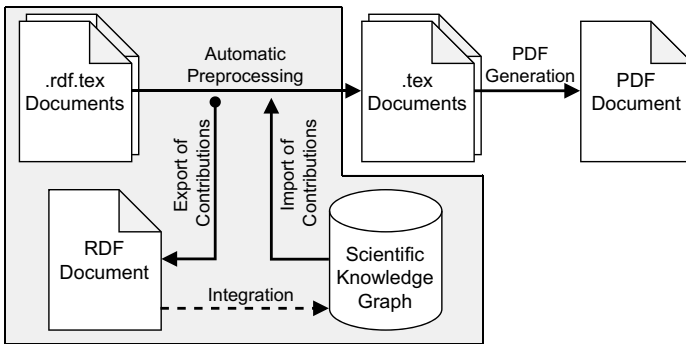 .rdf.tex
Documents
Automatic
Preprocessing
.tex
Documents
PDF
Generation
PDF
Document
Export of
Contributions
Import of
Contributions
RDF
Document
Integration
Scientific
Knowledge
Graph